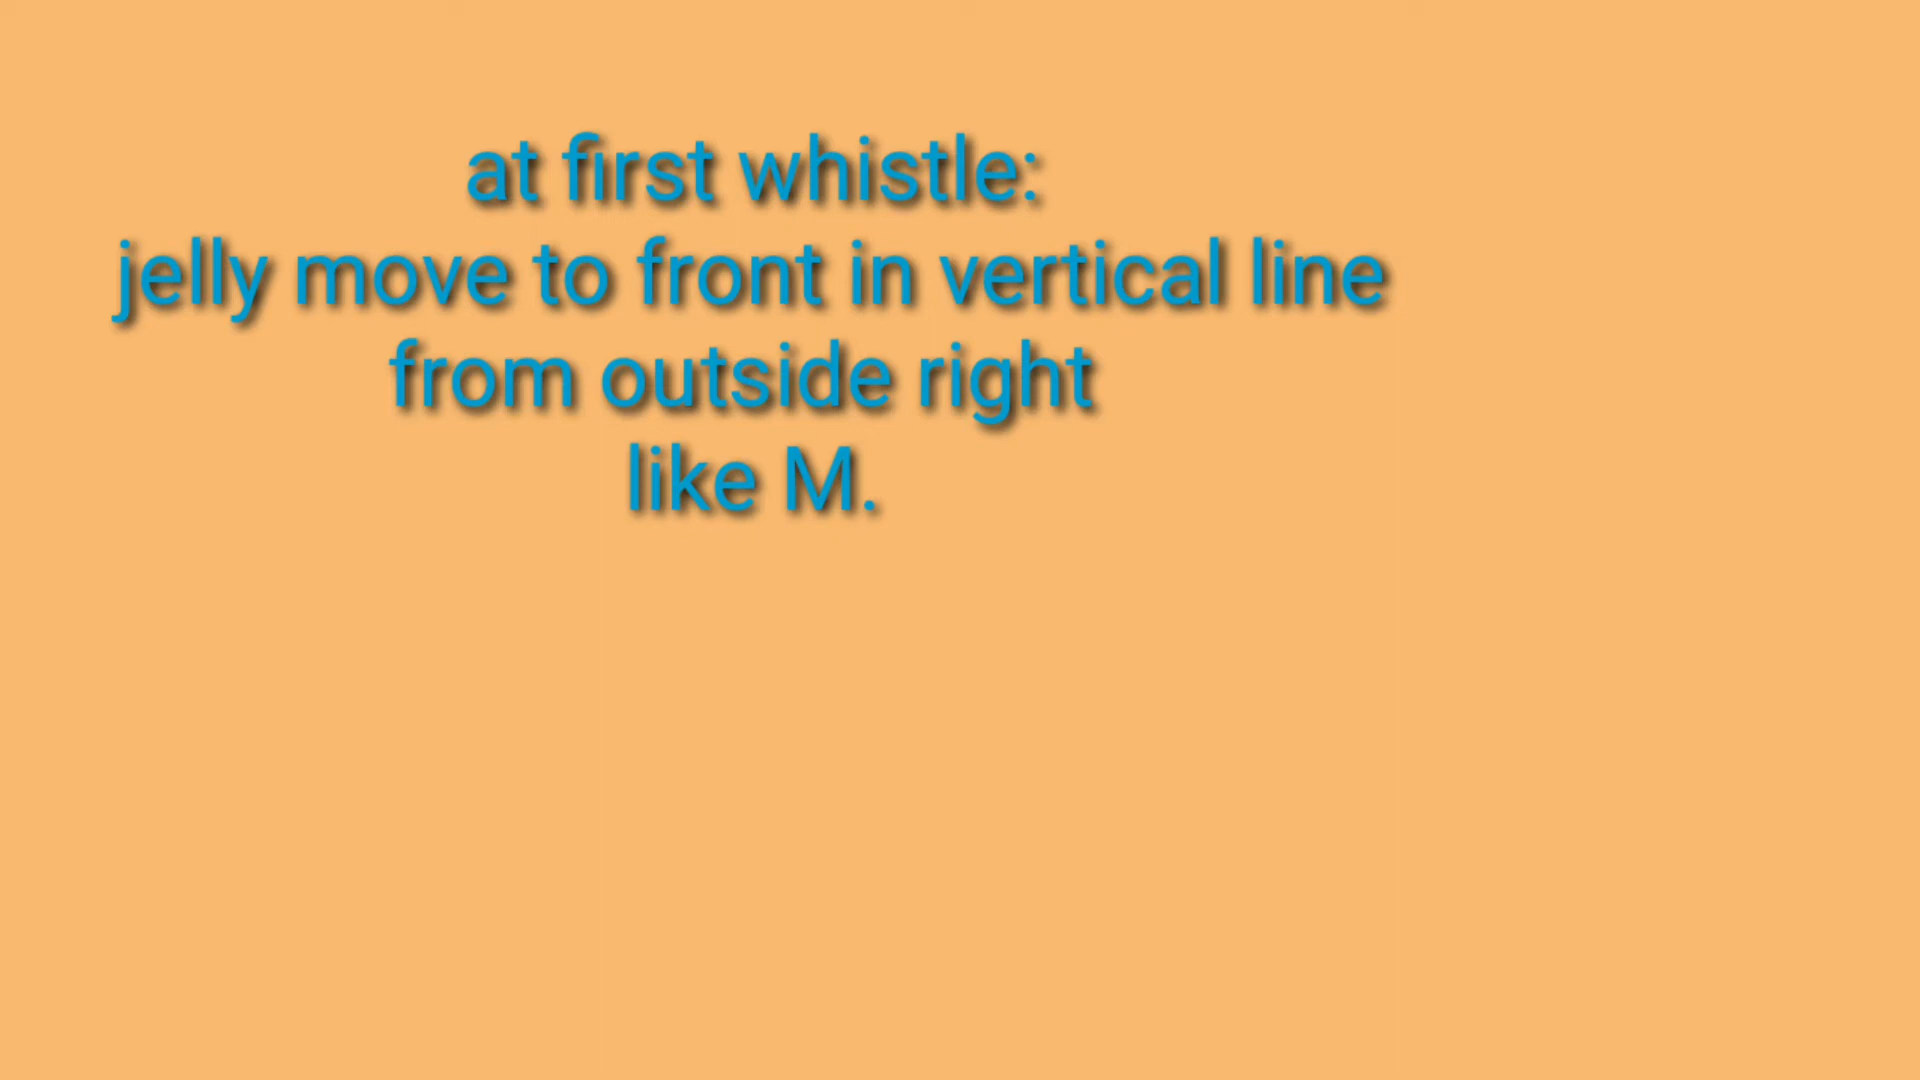 at first whistle:
jelly move to front in vertical line
from outside right
like M.